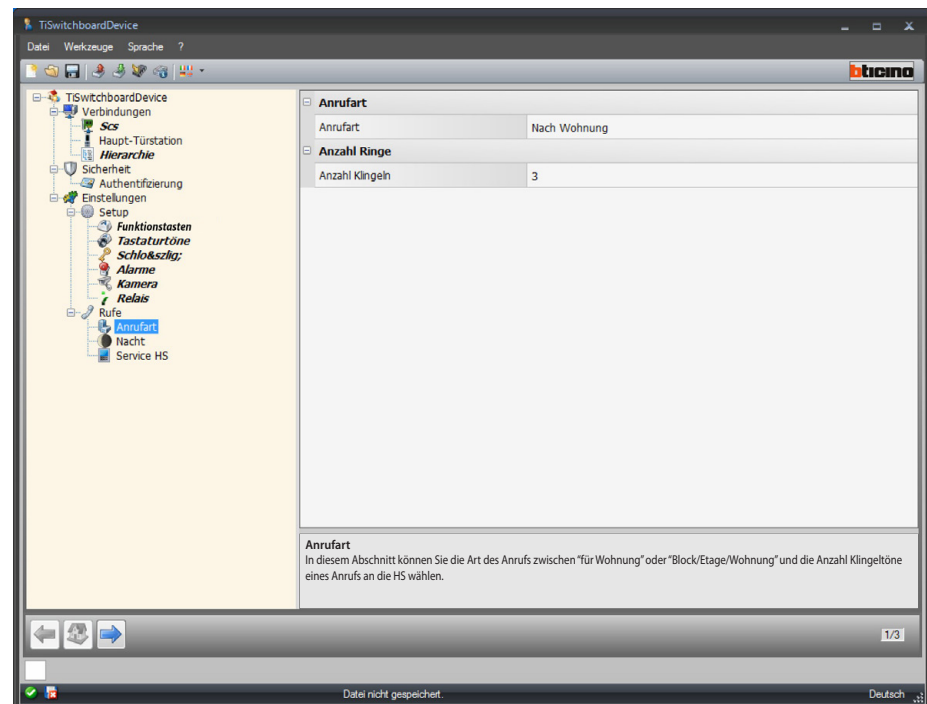 TiSwitchboardDevice
Datei Werkzeuge Sprache ?
bticino
TiSwitchboardDevice
Verbindungen
Scs
Haupt-Türstation
Hierarchie
Sicherheit
Authentifizierung
Einstellungen
Setup
Funktionstasten
Tastaturtöne
Schlo&szlig;
Alarme
Kamera
Relais
Rufe
Anrufart
Nacht
Service HS
Anrufart
Anrufart Nach Wohnung
Anzahl Ringe
Anzahl Klingeln 3
Anrufart
In diesem Abschnitt können Sie die Art des Anrufs zwischen “für Wohnung” oder “Block/Etage/Wohnung” und die Anzahl Klingeltöne
eines Anrufs an die HS wählen.
1/3
Datei nicht gespeichert. Deutsch